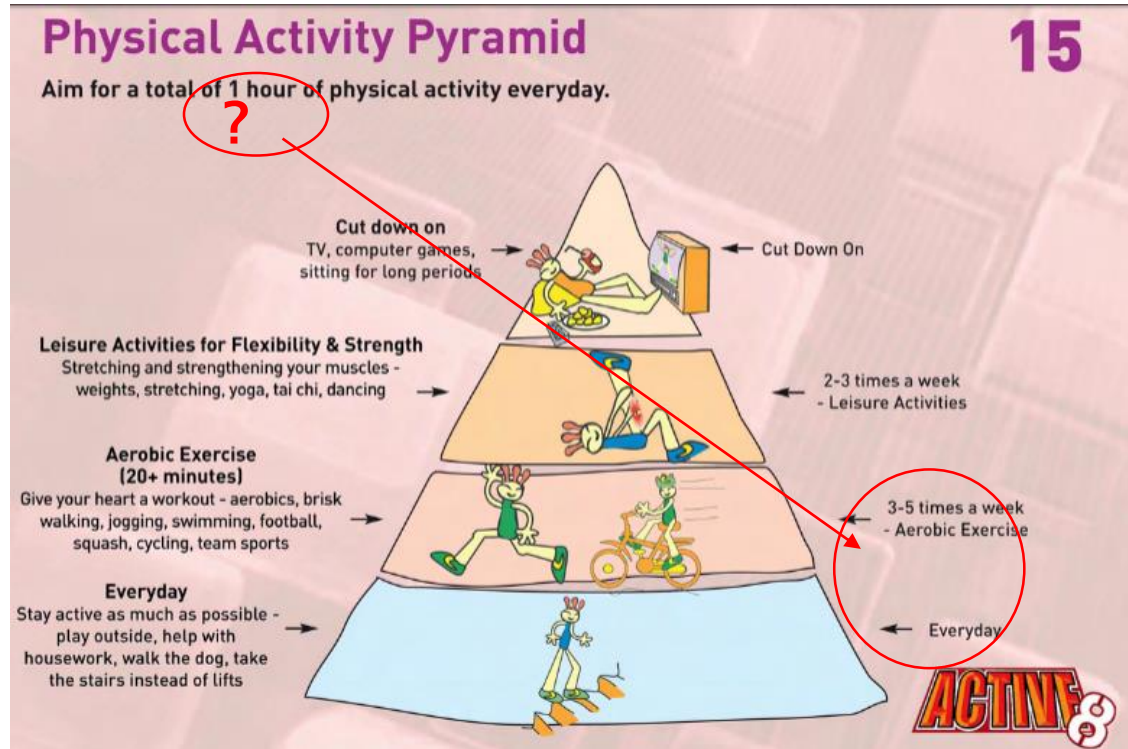 Physical Activity Pyramid
15
Aim for a total of 1 hour of physical activity everyday.
?
Cut down on
TV, computer games,
sitting for long periods
Cut Down On
Leisure Activities for Flexibility & Strength
Stretching and strengthening your muscles -
weights, stretching, yoga, tai chi, dancing
2-3 times a week
- Leisure Activities
Aerobic Exercise
(20+ minutes)
Give your heart a workout - aerobics, brisk
walking, jogging, swimming, football,
squash, cycling, team sports
3-5 times a week
- Aerobic Exercise
Everyday
Stay active as much as possible -
play outside, help with
housework, walk the dog, take
the stairs instead of lifts
Everyday
ACTIVE8